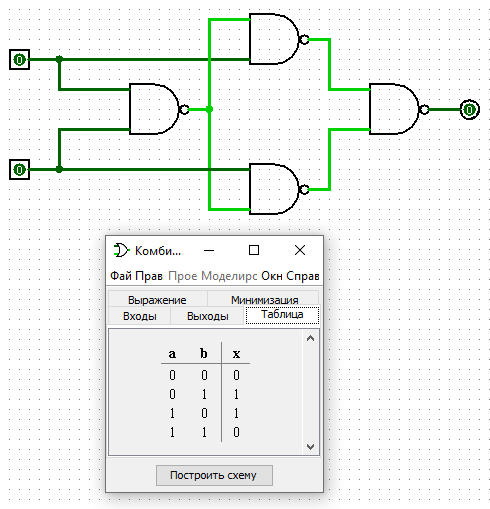 0
0
0
Комби...
Фай Прав Прое Моделирс Окн Справ
Выражение Минимизация
Входы Выходы Таблица
a b x
0 0 0
0 1 1
1 0 1
1 1 0
Построить схему